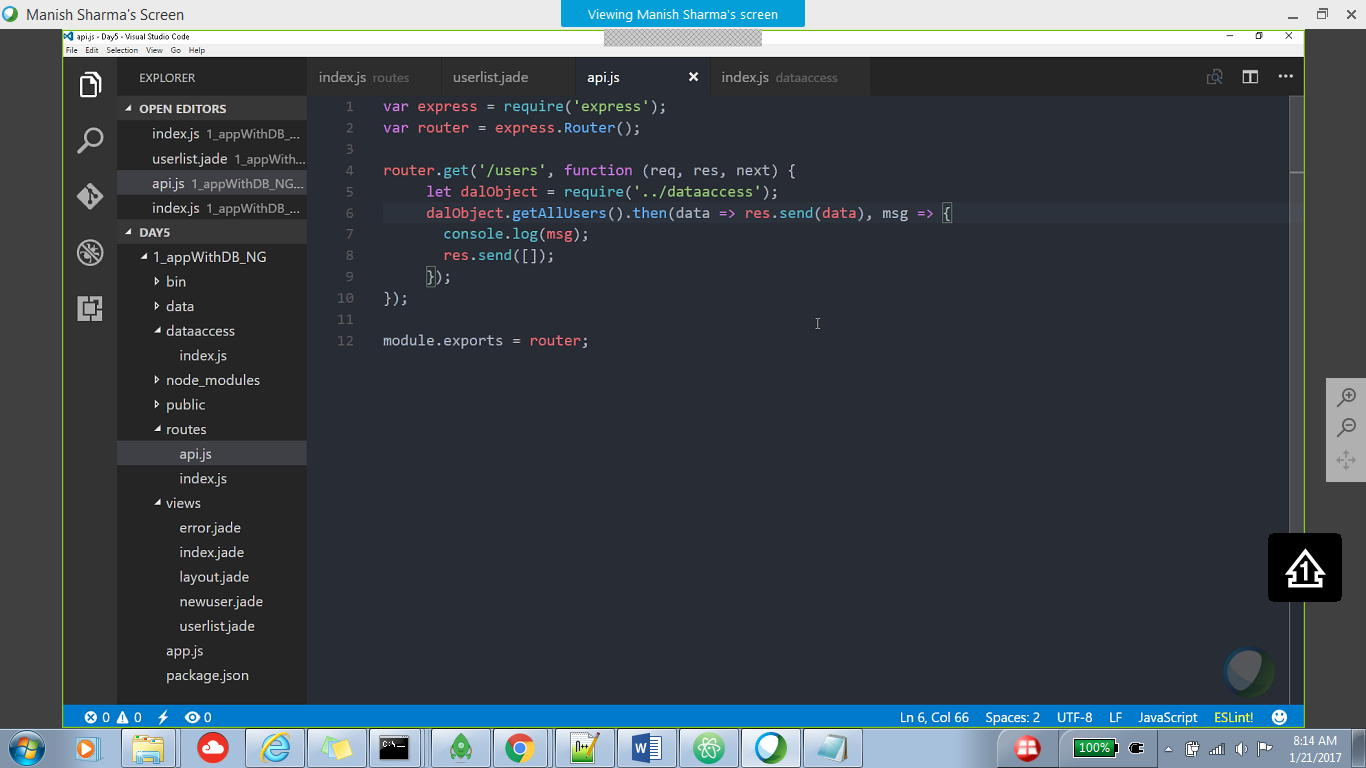 Manish Sharma's Screen
Viewing Manish Sharma's screen
api.js - Day5 - Visual Studio Code
File Edit Selection View Go Help
EXPLORER
index.js routes
userlist.jade
api.js
index.js dataaccess
OPEN EDITORS
index.js 1_appWithDB_...
userlist.jade 1_appWith...
api.js 1_appWithDB_NG...
index.js 1_appWithDB_...
DAY5
1_appWithDB_NG
bin
data
dataaccess
index.js
node_modules
public
routes
api.js
index.js
views
error.jade
index.jade
layout.jade
newuser.jade
userlist.jade
app.js
package.json
1 var express = require('express');
2 var router = express.Router();
3
4 router.get('/users', function (req, res, next) {
5 let dalObject = require('../dataaccess');
6 dalObject.getAllUsers().then(data => res.send(data), msg => {
7 console.log(msg);
8 res.send([]);
9 });
10 });
11
12 module.exports = router;
1
0 0 0
Ln 6, Col 66 Spaces: 2 UTF-8 LF JavaScript ESLint!
100%
8:14 AM
1/21/2017